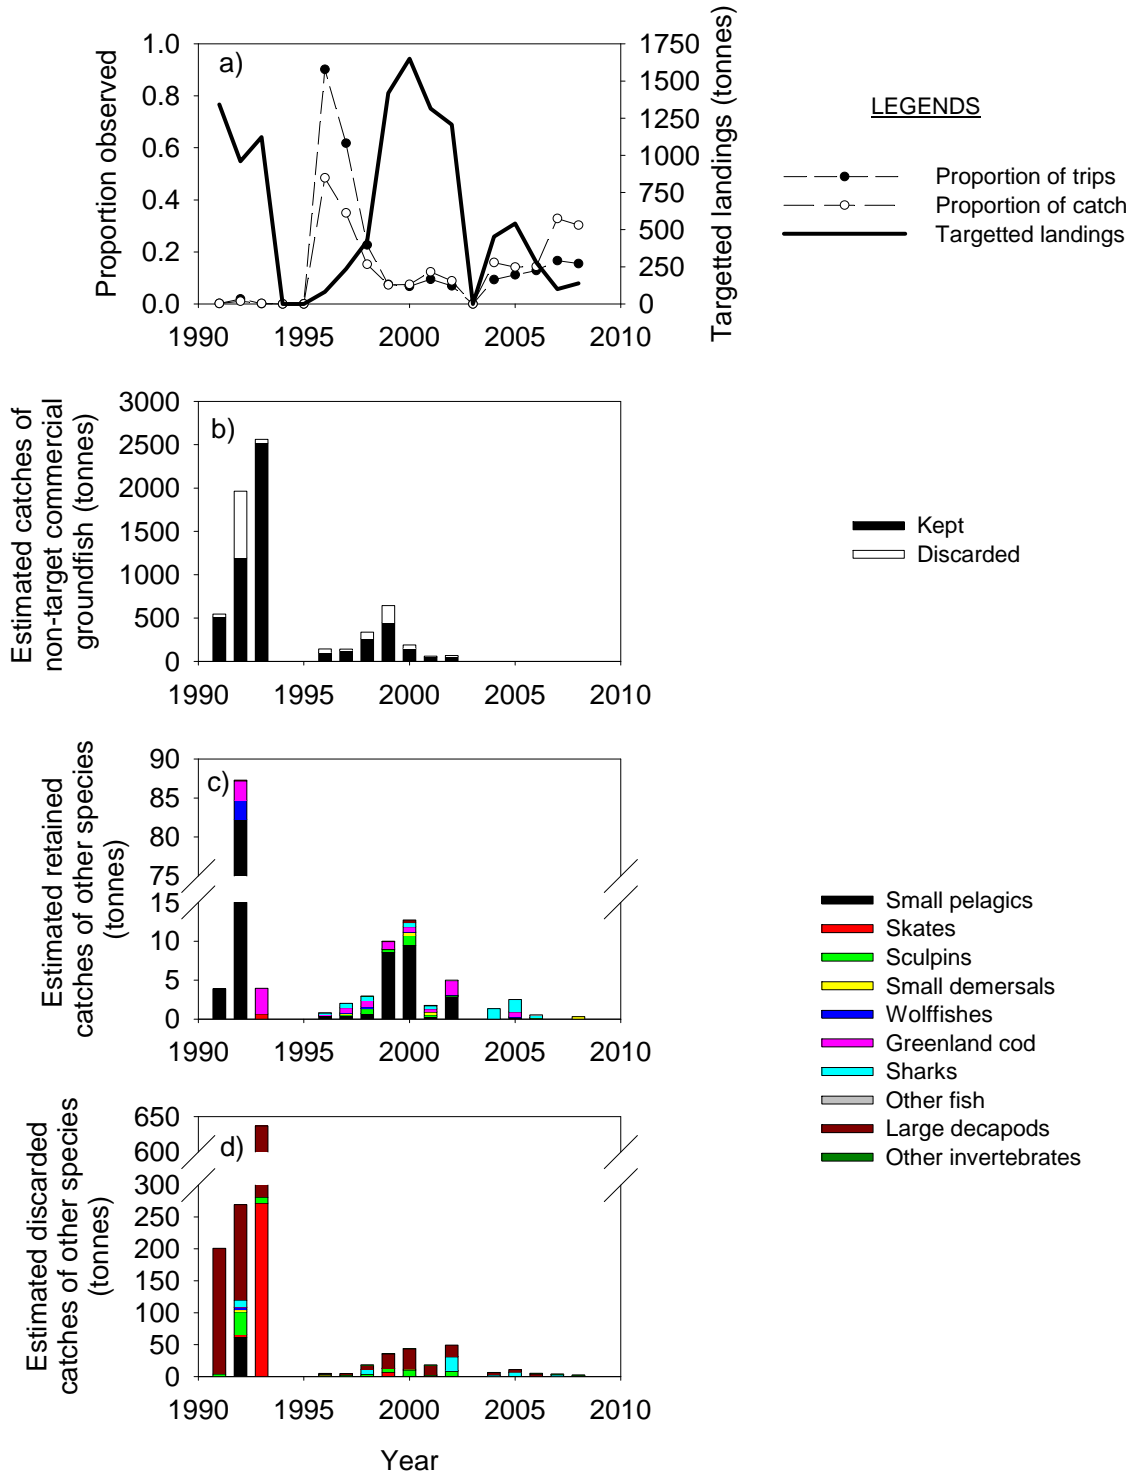 a)
1.0
0.8
0.6
0.4
0.2
0.0
Proportion observed
1750
1500
1250
1000
750
500
250
0
Targetted landings (tonnes)
1990
1995
2000
2005
2010
LEGENDS
Proportion of trips
Proportion of catch
Targetted landings
b)
3000
2500
2000
1500
1000
500
0
Estimated catches of
non-target commercial
groundfish (tonnes)
1990
1995
2000
2005
2010
Kept
Discarded
c)
90
85
80
75
15
10
5
0
Estimated retained
catches of other species
(tonnes)
1990
1995
2000
2005
2010
Small pelagics
Skates
Sculpins
Small demersals
Wolffishes
Greenland cod
Sharks
Other fish
Large decapods
Other invertebrates
d)
650
600
300
250
200
150
100
50
0
Estimated discarded
catches of other species
(tonnes)
1990
1995
2000
2005
2010
Year